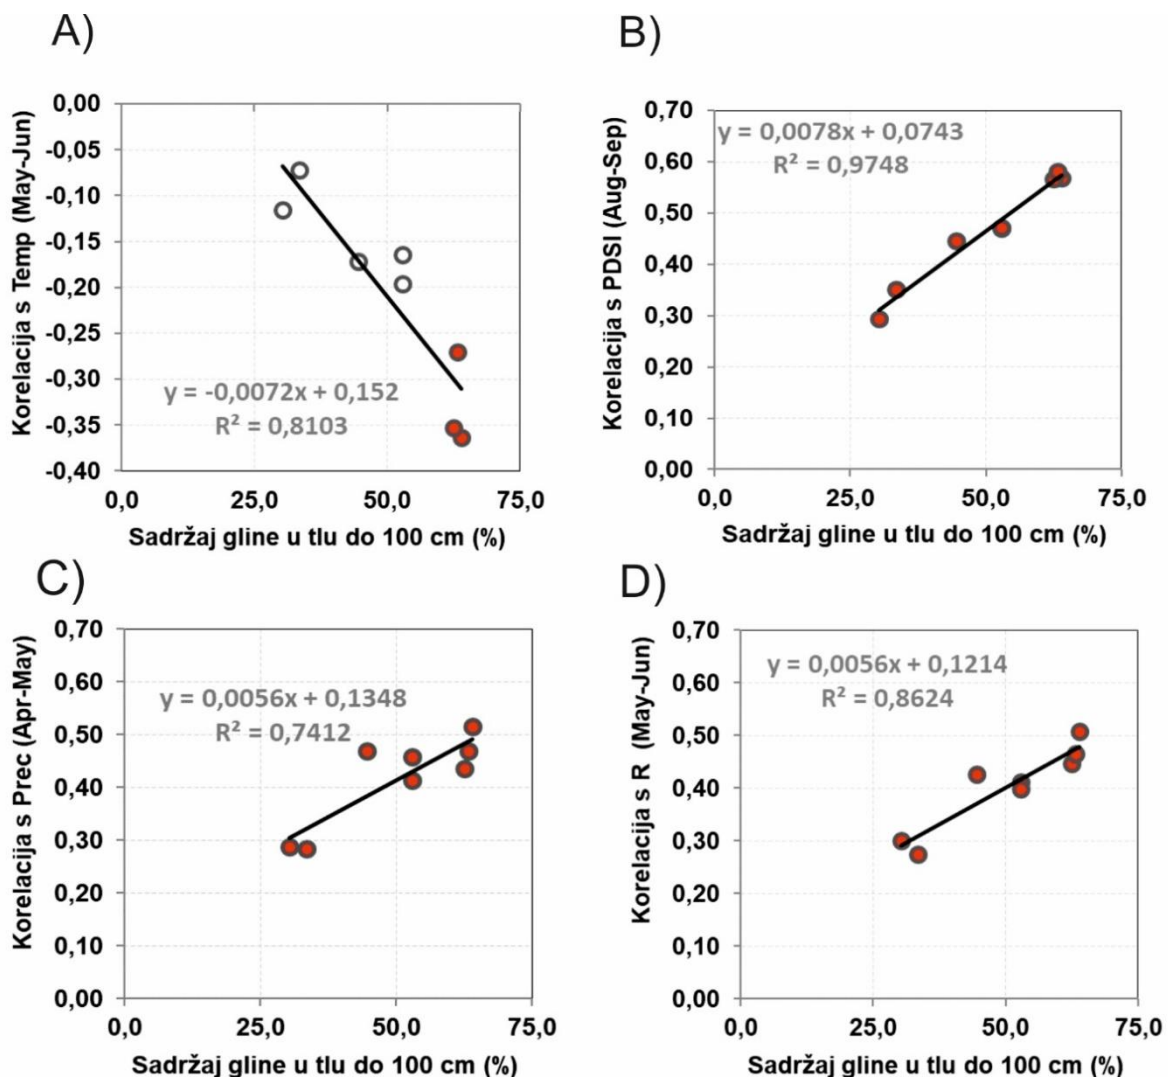 A)
Korelacija s Temp (May-Jun)
0,00
-0,05
-0,10
-0,15
-0,20
-0,25
-0,30
-0,35
-0,40
y = -0,0072x + 0,152
R² = 0,8103
0,0 25,0 50,0 75,0
Sadržaj gline u tlu do 100 cm (%)
B)
Korelacija s PDSI (Aug-Sep)
0,70
0,60
0,50
0,40
0,30
0,20
0,10
0,00
y = 0,0078x + 0,0743
R² = 0,9748
0,0 25,0 50,0 75,0
Sadržaj gline u tlu do 100 cm (%)
C)
Korelacija s Prec (Apr-May)
0,70
0,60
0,50
0,40
0,30
0,20
0,10
0,00
y = 0,0056x + 0,1348
R² = 0,7412
0,0 25,0 50,0 75,0
Sadržaj gline u tlu do 100 cm (%)
D)
Korelacija s R (May-Jun)
0,70
0,60
0,50
0,40
0,30
0,20
0,10
0,00
y = 0,0056x + 0,1214
R² = 0,8624
0,0 25,0 50,0 75,0
Sadržaj gline u tlu do 100 cm (%)